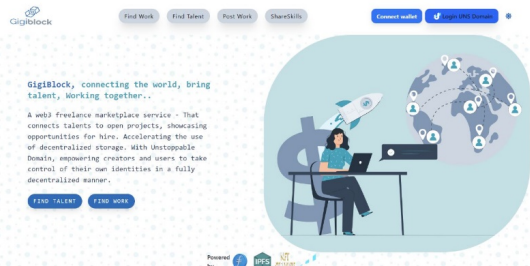 Gigiblock
Find Work
Find Talent
Post Work
ShareSkills
Connect wallet
Login UNS Domain
GigiBlock, connecting the world, bring
talent, Working together..
A web3 freelance marketplace service - That
connects talents to open projects, showcasing
opportunities for hire. Accelerating the use
of decentralized storage. With Unstoppable
Domain, empowering creators and users to take
control of their own identities in a fully
decentralized manner.
FIND TALENT
FIND WORK
Powered
by
IPFS